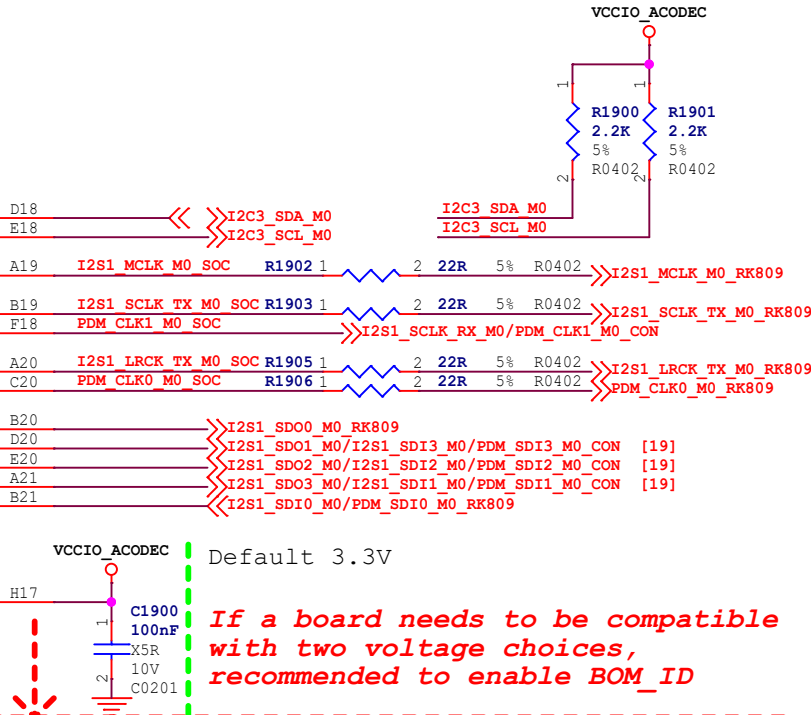 VCCIO_ACODEC
1 1
R1900 R1901
2.2K 2.2K
5% 5%
R0402 R0402
2 2
D18 I2C3_SDA_M0 I2C3_SDA_M0
E18 I2C3_SCL_M0 I2C3_SCL_M0
A19 I2S1_MCLK_M0_SOC R1902 1 2 22R 5% R0402 I2S1_MCLK_M0_RK809
B19 I2S1_SCLK_TX_M0_SOC R1903 1 2 22R 5% R0402 I2S1_SCLK_TX_M0_RK809
F18 PDM_CLK1_M0_SOC I2S1_SCLK_RX_M0/PDM_CLK1_M0_CON
A20 I2S1_LRCK_TX_M0_SOC R1905 1 2 22R 5% R0402 I2S1_LRCK_TX_M0_RK809
C20 PDM_CLK0_M0_SOC R1906 1 2 22R 5% R0402 PDM_CLK0_M0_RK809
B20 I2S1_SDO0_M0_RK809
D20 I2S1_SDO1_M0/I2S1_SDI3_M0/PDM_SDI3_M0_CON [19]
E20 I2S1_SDO2_M0/I2S1_SDI2_M0/PDM_SDI2_M0_CON [19]
A21 I2S1_SDO3_M0/I2S1_SDI1_M0/PDM_SDI1_M0_CON [19]
B21 I2S1_SDI0_M0/PDM_SDI0_M0_RK809
VCCIO_ACODEC
Default 3.3V
H17
1
C1900
100nF
X5R
10V
C0201
2
If a board needs to be compatible
with two voltage choices,
recommended to enable BOM_ID